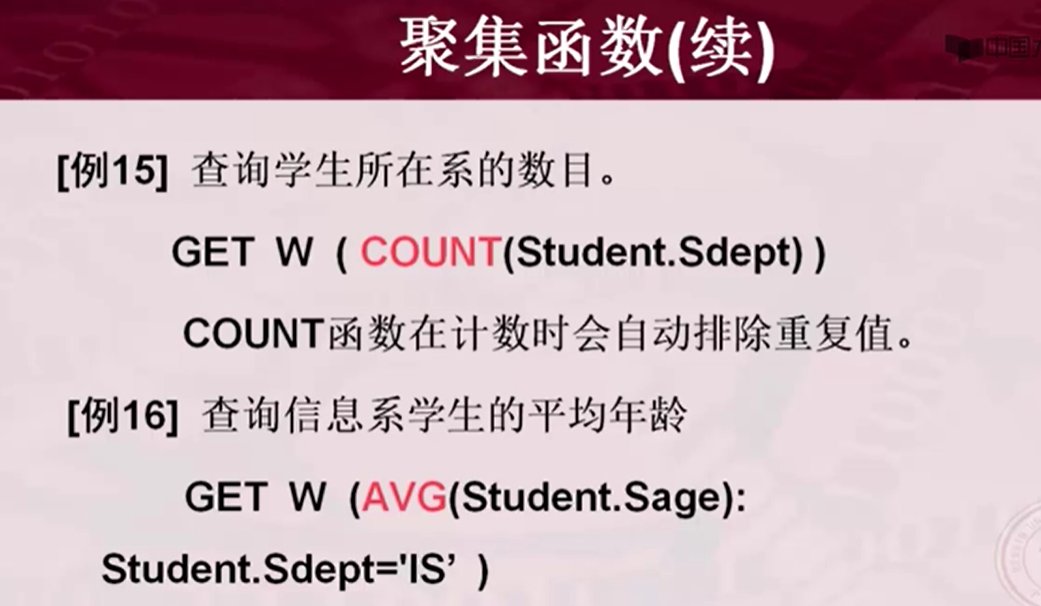 聚集函数(续)
中国
[例15] 查询学生所在系的数目。
GET W ( COUNT(Student.Sdept) )
COUNT函数在计数时会自动排除重复值。
[例16] 查询信息系学生的平均年龄
GET W (AVG(Student.Sage):
Student.Sdept='IS’ )